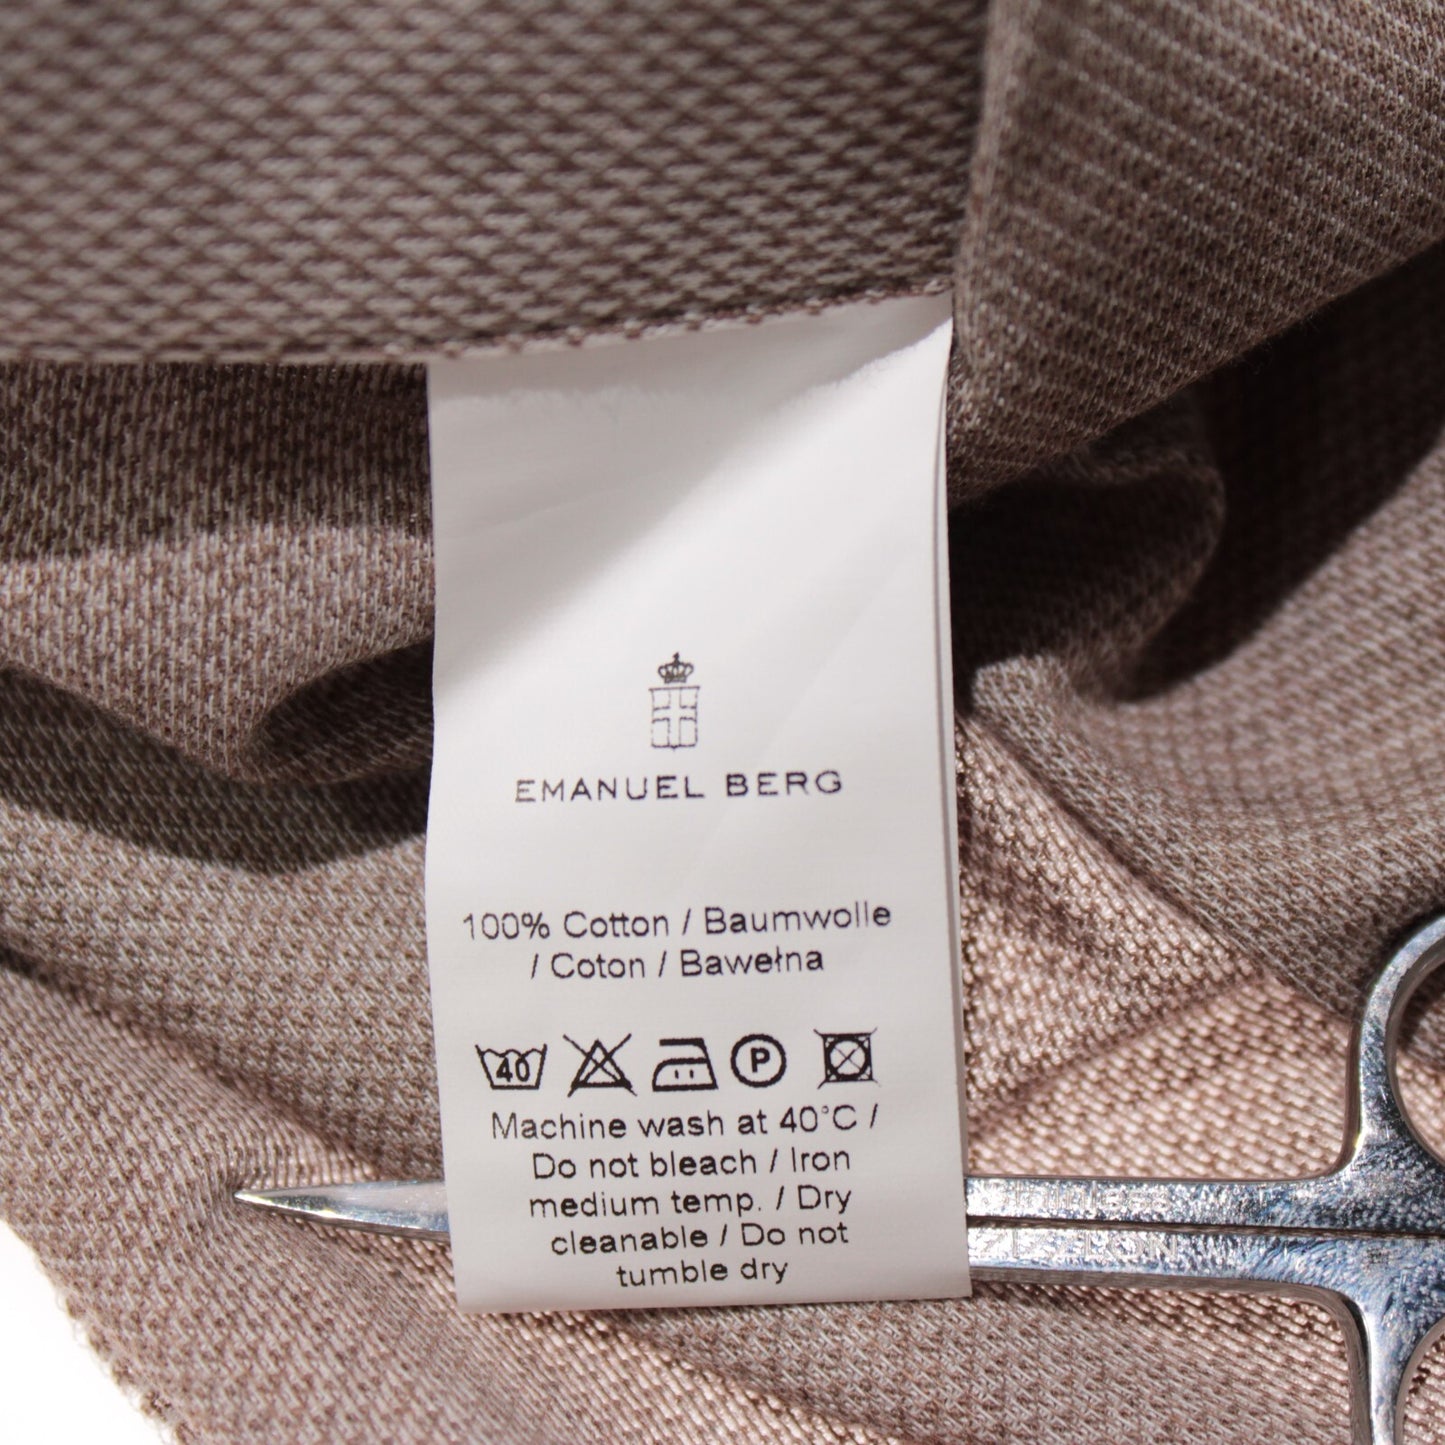 EMANUEL BERG
100% Cotton / Baumwolle
/ Coton / Bawełna
40 P
Machine wash at 40°C /
Do not bleach / Iron
medium temp. / Dry
cleanable / Do not
tumble dry
Stainless